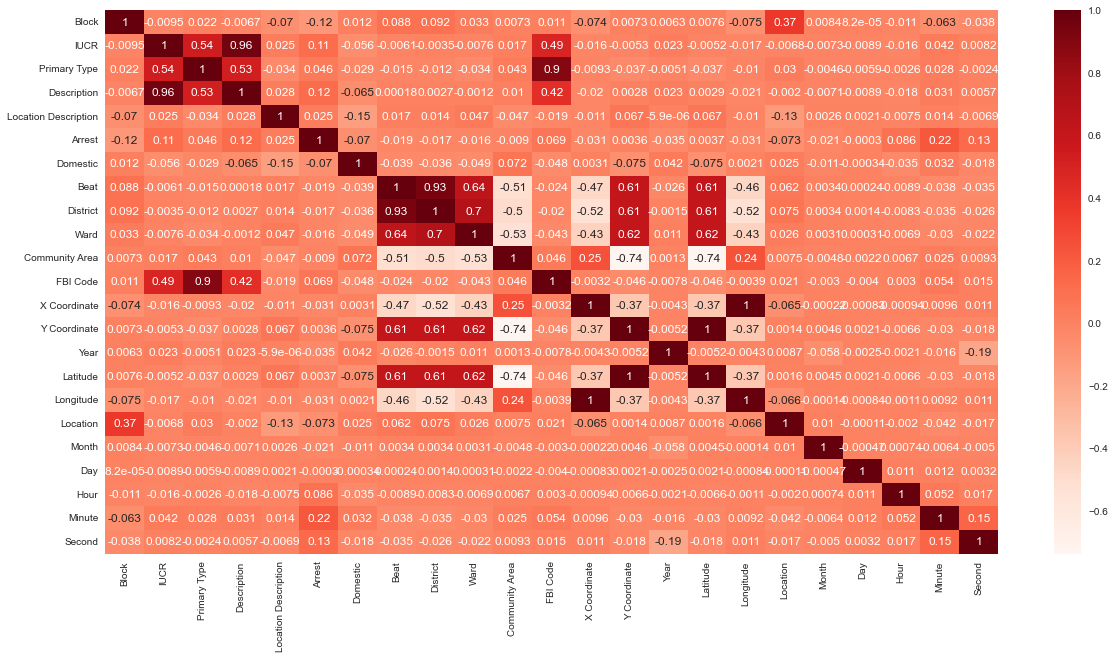 Block 1 -0.0095 0.022 -0.0067 -0.07 -0.12 0.012 0.088 0.092 0.033 0.0073 0.011 -0.074 0.0073 0.0063 0.0076 -0.075 0.37 0.0084 8.2e-05 -0.011 -0.063 -0.038
IUCR -0.0095 1 0.54 0.96 0.025 0.11 -0.056 -0.0061 -0.0035 -0.0076 0.017 0.49 -0.016 -0.0053 0.023 -0.0052 -0.017 -0.0068 -0.0073 -0.0089 -0.016 0.042 0.0082
Primary Type 0.022 0.54 1 0.53 -0.034 0.046 -0.029 -0.015 -0.012 -0.034 0.043 0.9 -0.0093 -0.037 -0.0051 -0.037 -0.01 0.03 -0.0046 -0.0059 -0.0026 0.028 -0.0024
Description -0.0067 0.96 0.53 1 0.028 0.12 -0.065 0.00018 0.0027 -0.0012 0.01 0.42 -0.02 0.0028 0.023 0.0029 -0.021 -0.002 -0.0071 -0.0089 -0.018 0.031 0.0057
Location Description -0.07 0.025 -0.034 0.028 1 0.025 -0.15 0.017 0.014 0.047 -0.047 -0.019 -0.011 0.067 -5.9e-06 0.067 -0.01 -0.13 0.0026 0.0021 -0.0075 0.014 -0.0069
Arrest -0.12 0.11 0.046 0.12 0.025 1 -0.07 -0.019 -0.017 -0.016 -0.009 0.069 -0.031 0.0036 -0.035 0.0037 -0.031 -0.073 -0.021 -0.0003 0.086 0.22 0.13
Domestic 0.012 -0.056 -0.029 -0.065 -0.15 -0.07 1 -0.039 -0.036 -0.049 0.072 -0.048 0.0031 -0.075 0.042 -0.075 0.0021 0.025 -0.011 -0.00034 -0.035 0.032 -0.018
Beat 0.088 -0.0061 -0.015 0.00018 0.017 -0.019 -0.039 1 0.93 0.64 -0.51 -0.024 -0.47 0.61 -0.026 0.61 -0.46 0.062 0.0034 0.00024 -0.0089 -0.038 -0.035
District 0.092 -0.0035 -0.012 0.0027 0.014 -0.017 -0.036 0.93 1 0.7 -0.5 -0.02 -0.52 0.61 -0.0015 0.61 -0.52 0.075 0.0034 0.0014 -0.0083 -0.035 -0.026
Ward 0.033 -0.0076 -0.034 -0.0012 0.047 -0.016 -0.049 0.64 0.7 1 -0.53 -0.043 -0.43 0.62 0.011 0.62 -0.43 0.026 0.0031 0.00031 -0.0069 -0.03 -0.022
Community Area 0.0073 0.017 0.043 0.01 -0.047 -0.009 0.072 -0.51 -0.5 -0.53 1 0.046 0.25 -0.74 0.0013 -0.74 0.24 0.0075 -0.0048 -0.0022 0.0067 0.025 0.0093
FBI Code 0.011 0.49 0.9 0.42 -0.019 0.069 -0.048 -0.024 -0.02 -0.043 0.046 1 -0.0032 -0.046 -0.0078 -0.046 -0.0039 0.021 -0.003 -0.004 0.003 0.054 0.015
X Coordinate -0.074 -0.016 -0.0093 -0.02 -0.011 -0.031 0.0031 -0.47 -0.52 -0.43 0.25 -0.0032 1 -0.37 -0.0043 -0.37 1 -0.065 -0.00022 -0.00083 -0.00094 0.0096 0.011
Y Coordinate 0.0073 -0.0053 -0.037 0.0028 0.067 0.0036 -0.075 0.61 0.61 0.62 -0.74 -0.046 -0.37 1 -0.0052 1 -0.37 0.0014 0.0046 0.0021 -0.0066 -0.03 -0.018
Year 0.0063 0.023 -0.0051 0.023 -5.9e-06 -0.035 0.042 -0.026 -0.0015 0.011 0.0013 -0.0078 -0.0043 -0.0052 1 -0.0052 -0.0043 0.0087 -0.058 -0.0025 -0.0021 -0.016 -0.19
Latitude 0.0076 -0.0052 -0.037 0.0029 0.067 0.0037 -0.075 0.61 0.61 0.62 -0.74 -0.046 -0.37 1 -0.0052 1 -0.37 0.0016 0.0045 0.0021 -0.0066 -0.03 -0.018
Longitude -0.075 -0.017 -0.01 -0.021 -0.01 -0.031 0.0021 -0.46 -0.52 -0.43 0.24 -0.0039 1 -0.37 -0.0043 -0.37 1 -0.066 -0.00014 -0.00084 -0.0011 0.0092 0.011
Location 0.37 -0.0068 0.03 -0.002 -0.13 -0.073 0.025 0.062 0.075 0.026 0.0075 0.021 -0.065 0.0014 0.0087 0.0016 -0.066 1 0.01 -0.002 -0.042 -0.017
Month 0.0084 -0.0073 -0.0046 -0.0071 0.0026 -0.021 -0.011 0.0034 0.0034 0.0031 -0.0048 -0.003 0.0046 -0.058 0.0045 0.01 1 -0.00047 0.00074 -0.0064 -0.005
Day 8.2e-05 -0.0089 -0.0059 -0.0089 0.0021 -0.0003 -0.00034 0.00024 0.0014 0.00031 -0.0022 -0.004 -0.00083 0.0021 -0.0025 0.0021 -0.00084 1 0.011 0.012 0.0032
Hour -0.011 -0.016 -0.0026 -0.018 -0.0075 0.086 -0.035 -0.0089 -0.0083 -0.0069 0.0067 0.003 -0.00094 -0.0066 -0.0021 -0.0066 -0.0011 -0.002 0.00074 0.011 1 0.052 0.017
Minute -0.063 0.042 0.028 0.031 0.014 0.22 0.032 -0.038 -0.035 -0.03 0.025 0.054 0.0096 -0.03 -0.016 -0.03 0.0092 -0.042 -0.0064 0.012 0.052 1 0.15
Second -0.038 0.0082 -0.0024 0.0057 -0.0069 0.13 -0.018 -0.035 -0.026 -0.022 0.0093 0.015 0.011 -0.018 -0.19 -0.018 0.011 -0.017 -0.005 0.0032 0.017 0.15 1
Block IUCR Primary Type Description Location Description Arrest Domestic Beat District Ward Community Area FBI Code X Coordinate Y Coordinate Year Latitude Longitude Location Month Day Hour Minute Second
1.0
0.8
0.6
0.4
0.2
0.0
−0.2
−0.4
−0.6